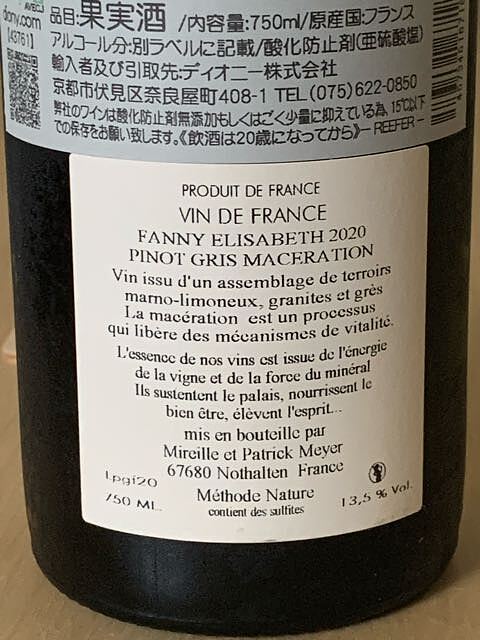 品目:果実酒 /内容量:750ml/原産国:フランス
アルコール分:別ラベルに記載/酸化防止剤(亜硫酸塩)
輸入者及び引取先:ディオニー株式会社
京都市伏見区奈良屋町408-1 TEL(075)622-0850
弊社のワインは酸化防止剤無添加もしくはごく少量に抑えている為、15℃以下
での保存をお願い致します。《飲酒は20歳になってから》— REEFER —
diony.com
[43761]
PRODUIT DE FRANCE
VIN DE FRANCE
FANNY ELISABETH 2020
PINOT GRIS MACERATION
Vin issu d'un assemblage de terroirs
marno-limoneux, granites et grès
La macération est un processus
qui libère des mécanismes de vitalité.
L'essence de nos vins est issue de l'énergie
de la vigne et de la force du minéral
Ils sustentent le palais, nourrissent le
bien être, élèvent l'esprit...
mis en bouteille par
Mireille et Patrick Meyer
67680 Nothalten France
Lpgf20
750 ML
Méthode Nature
contient des sulfites
13,5 % Vol.